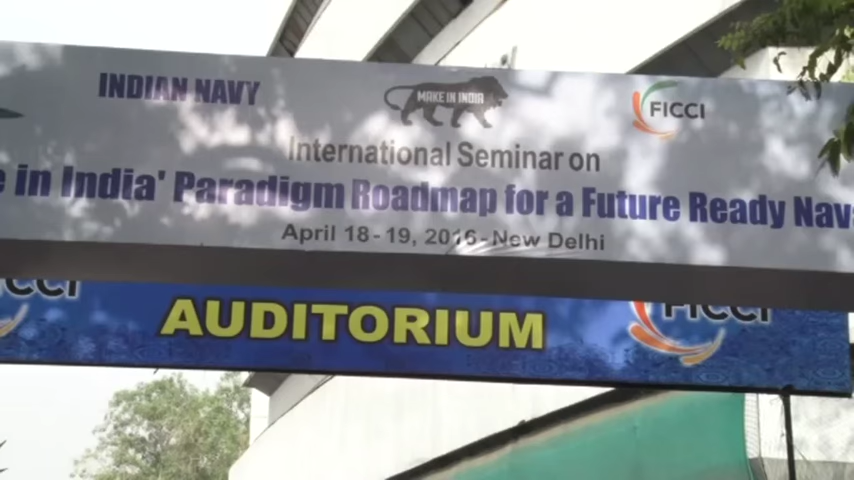 INDIAN NAVY
MAKE IN INDIA
FICCI
International Seminar on
in India' Paradigm Roadmap for a Future Ready
April 18-19, 2016-New Delhi
FICCI
AUDITORIUM
FICCI